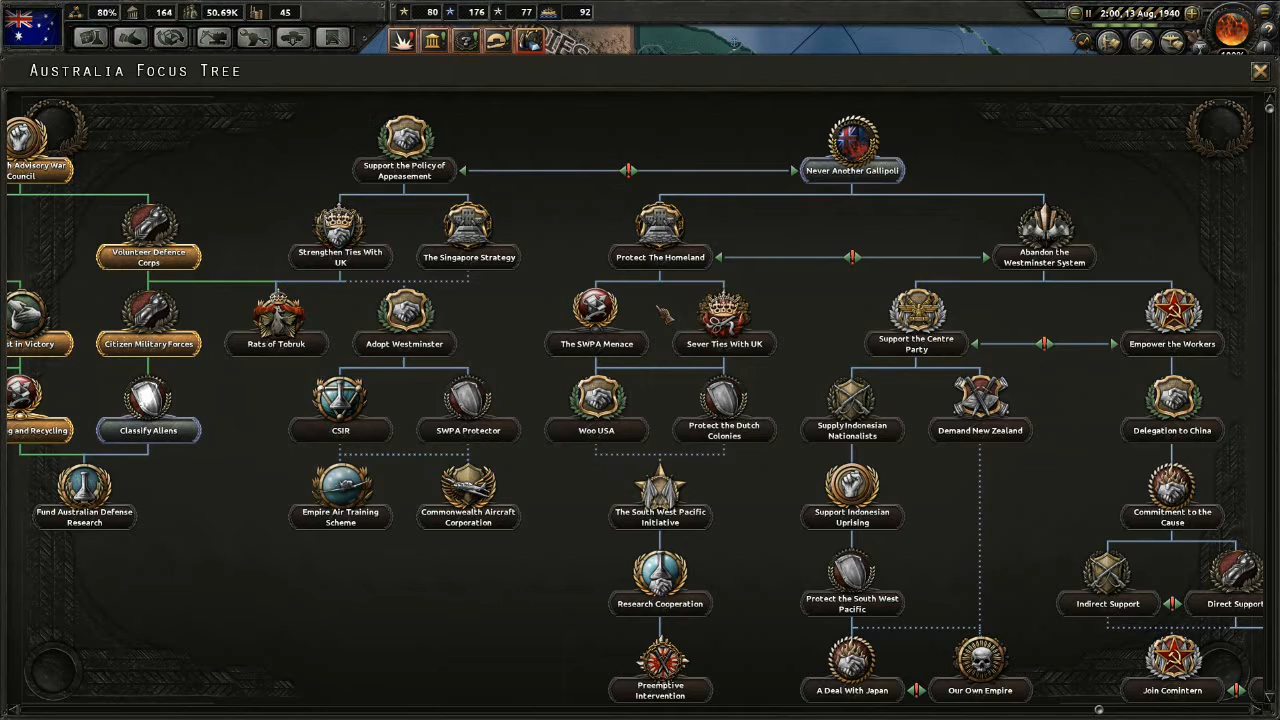 80% 164 50.69K 45 80 176 77 92 2:00, 13 Aug, 1940
AUSTRALIA FOCUS TREE
h Advisory War
Council
Support the Policy of
Appeasement
Never Another Gallipoli
Volunteer Defence
Corps
Strengthen Ties With
UK
The Singapore Strategy
Protect The Homeland
Abandon the
Westminster System
st in Victory
Citizen Military Forces
Rats of Tobruk
Adopt Westminster
The SWPA Menace
Sever Ties With UK
Support the Centre
Party
Empower the Workers
g and Recycling
Classify Aliens
CSIR
SWPA Protector
Woo USA
Protect the Dutch
Colonies
Supply Indonesian
Nationalists
Demand New Zealand
Delegation to China
Fund Australian Defense
Research
Empire Air Training
Scheme
Commonwealth Aircraft
Corporation
The South West Pacific
Initiative
Support Indonesian
Uprising
Commitment to the
Cause
Research Cooperation
Protect the South West
Pacific
Indirect Support
Direct Support
Preemptive
Intervention
A Deal With Japan
Our Own Empire
Join Comintern